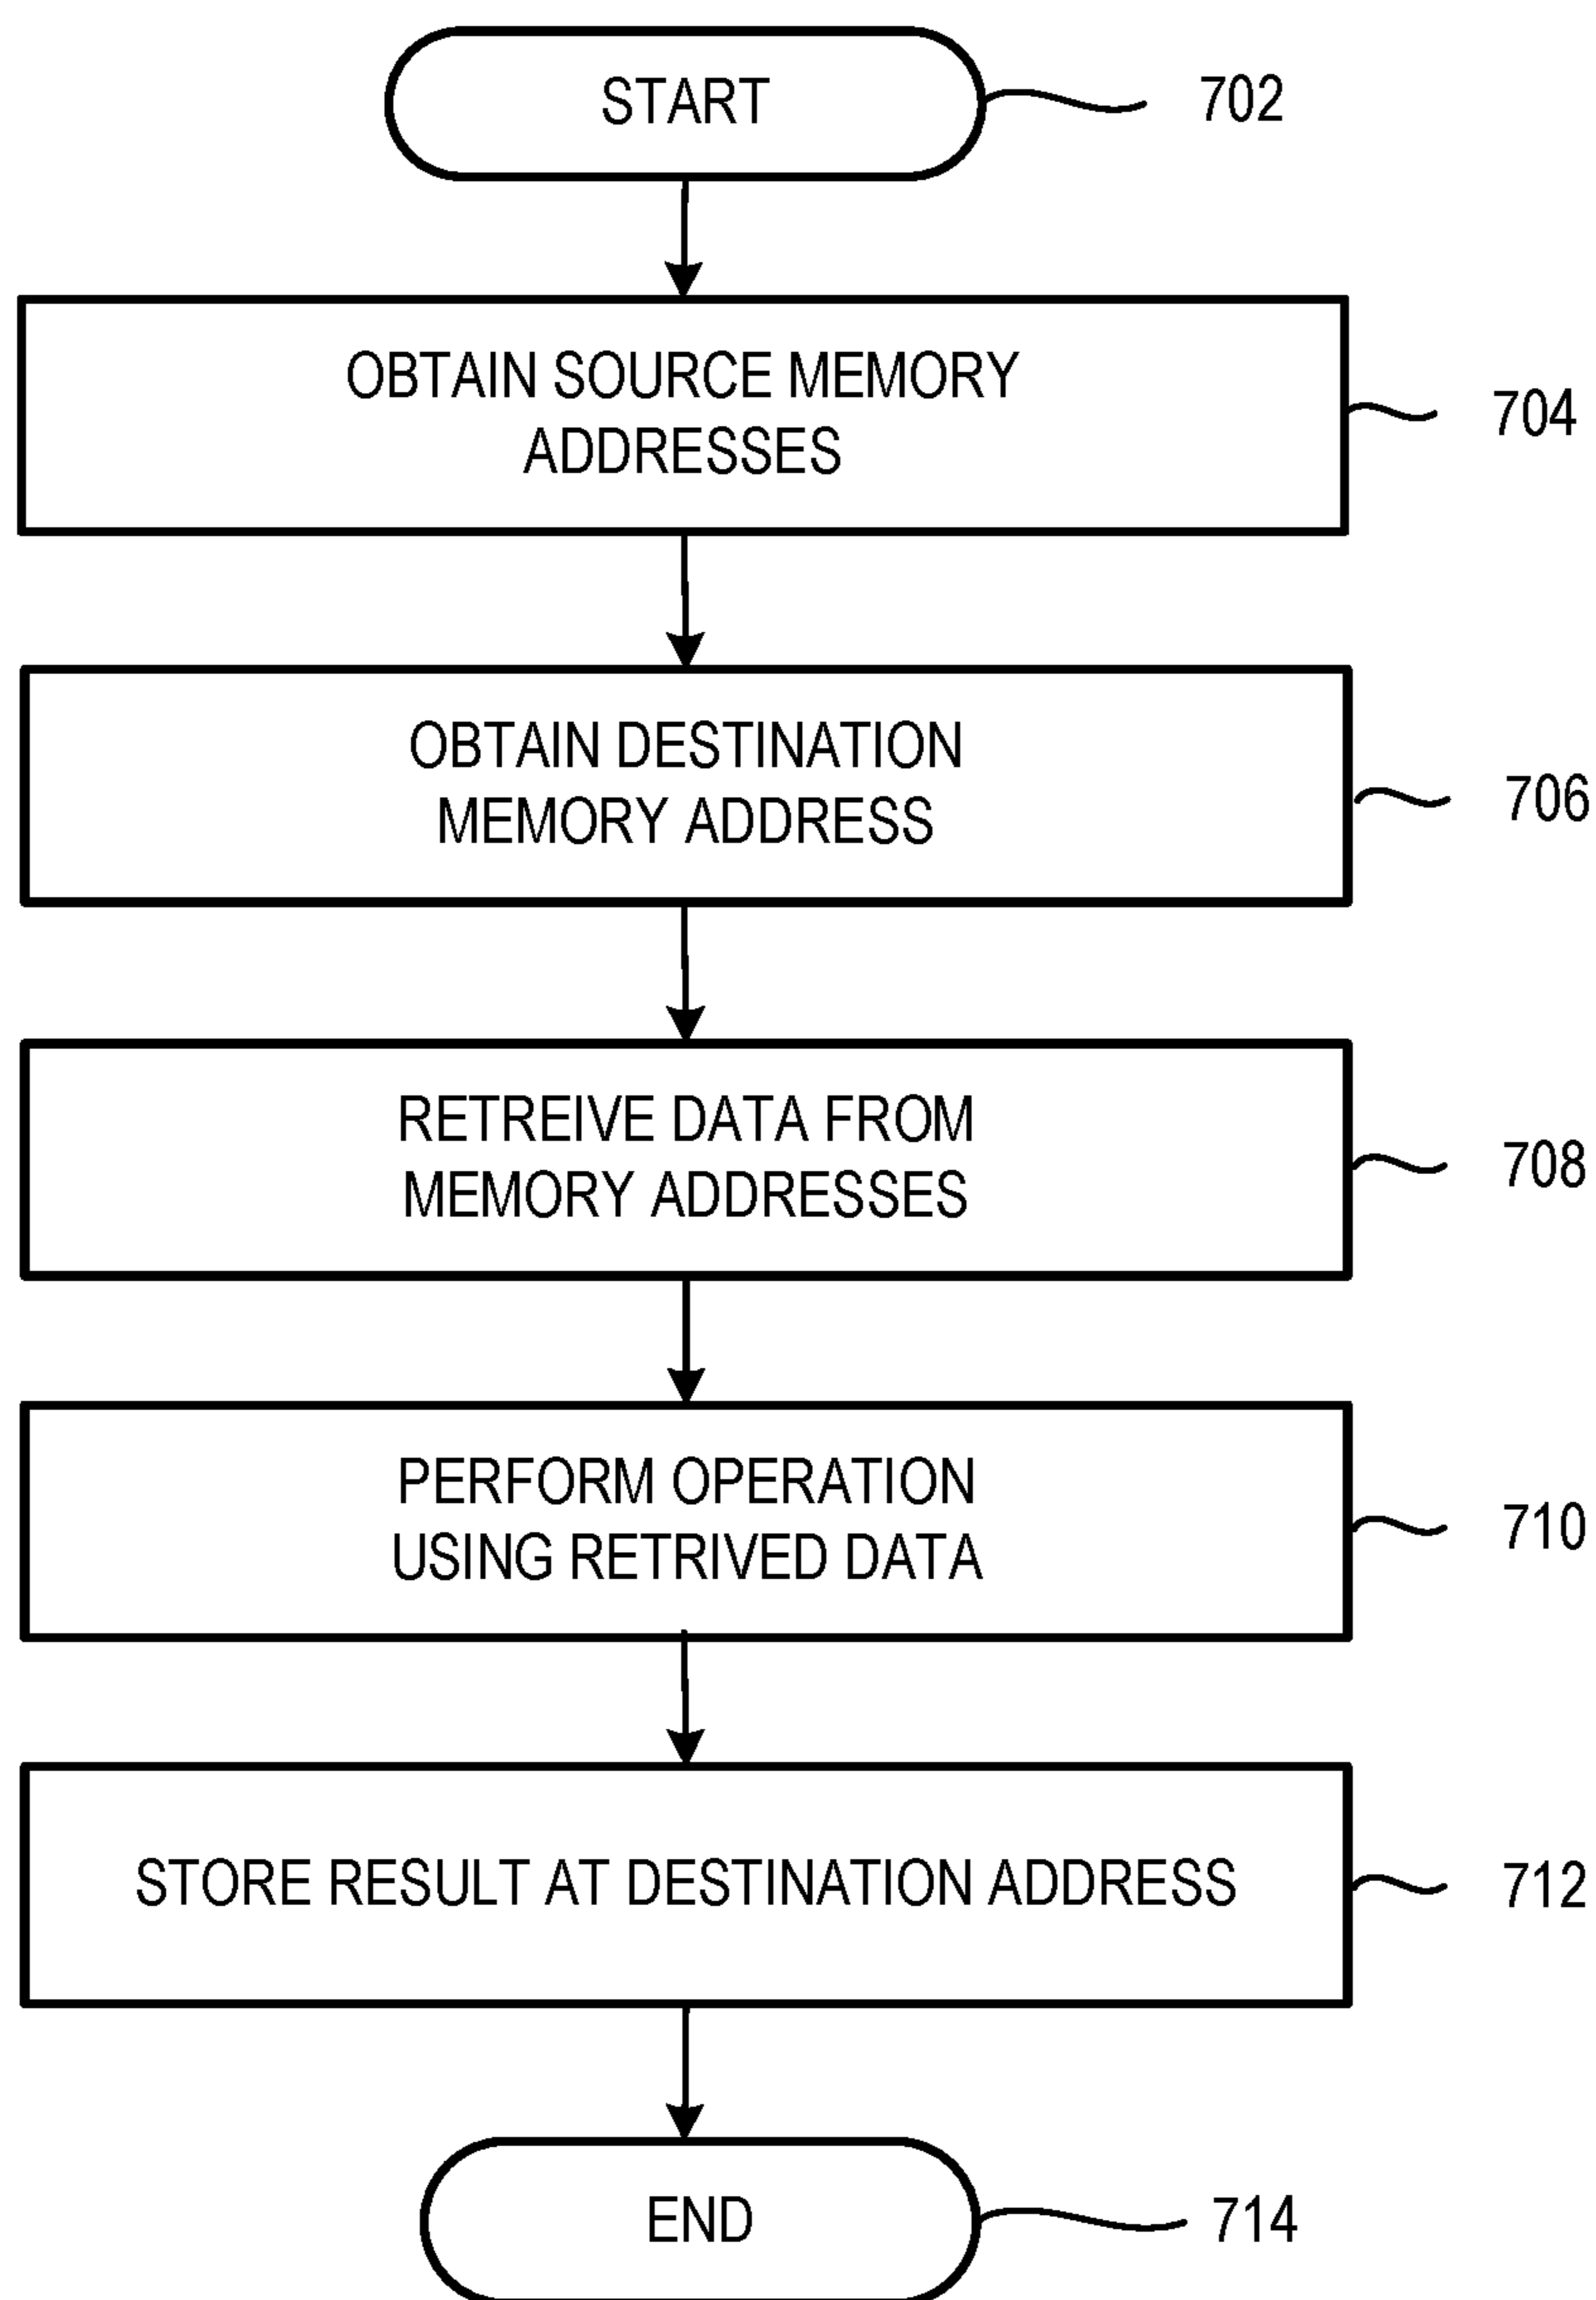 START
702
OBTAIN SOURCE MEMORY
ADDRESSES
704
OBTAIN DESTINATION
MEMORY ADDRESS
706
RETREIVE DATA FROM
MEMORY ADDRESSES
708
PERFORM OPERATION
USING RETRIVED DATA
710
STORE RESULT AT DESTINATION ADDRESS
712
END
714